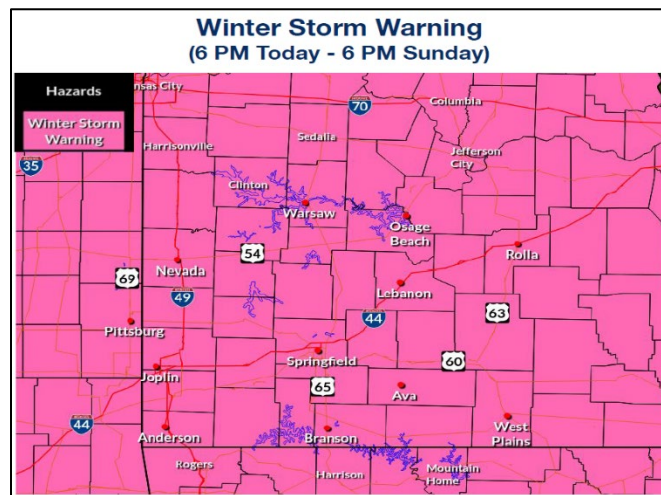 Winter Storm Warning
(6 PM Today - 6 PM Sunday)
Hazards
Winter Storm
Warning
nsas City
70
Columbia
Sedalia
Harrisonville
Jefferson
City
35
Clinton
Warsaw
Osage
Beach
Rolla
54
Nevada
69
49
Lebanon
63
44
Pittsburg
Springfield
60
Joplin
65
Ava
44
Anderson
Branson
West
Plains
Rogers
Harrison
Mountain
Home